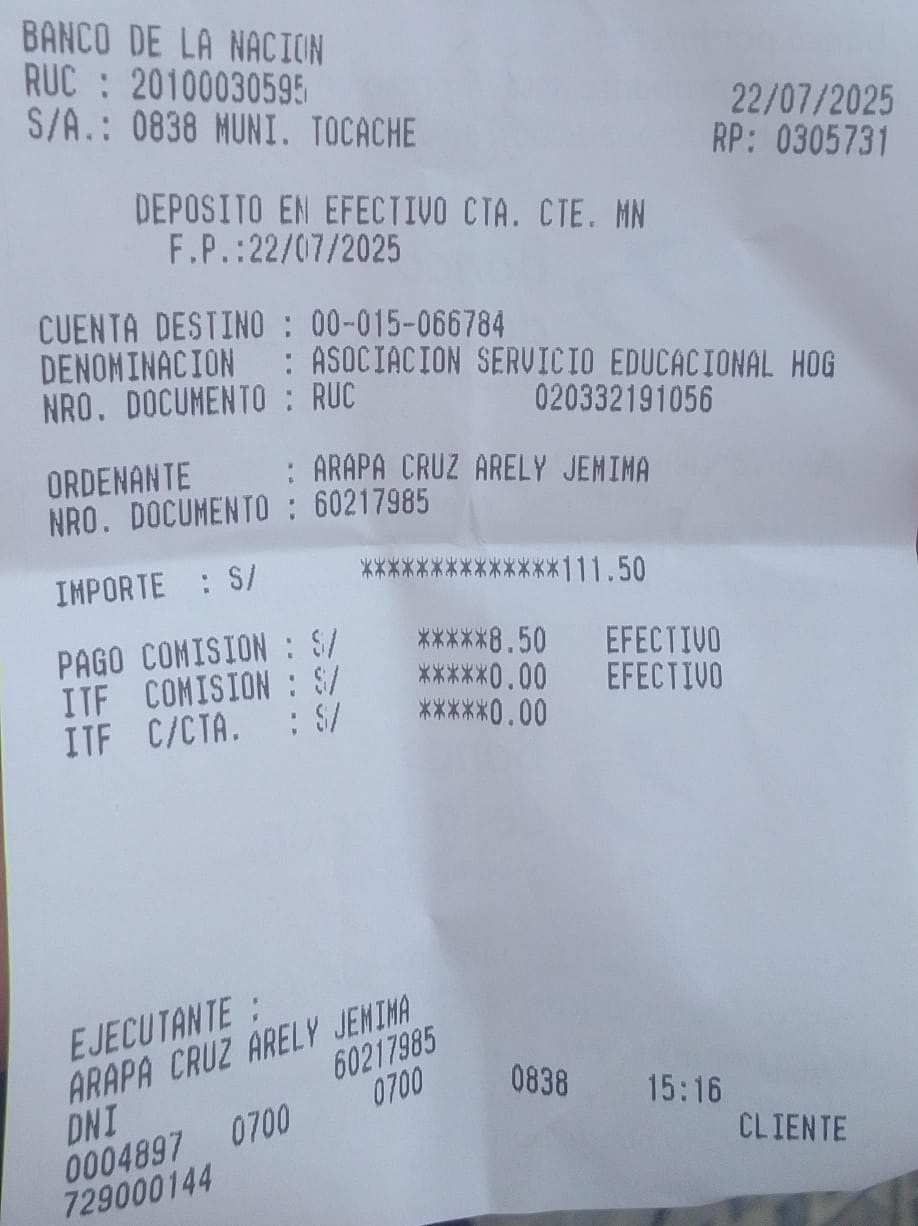 BANCO DE LA NACION
RUC : 20100030595
22/07/2025
S/A.: 0838 MUNI. TOCACHE
RP: 0305731
DEPOSITO EN EFECTIVO CTA. CTE. MN
F.P.:22/07/2025
CUENTA DESTINO : 00-015-066784
DENOMINACION : ASOCIACION SERVICIO EDUCACIONAL HOG
NRO. DOCUMENTO : RUC 020332191056
ORDENANTE : ARAPA CRUZ ARELY JEMIMA
NRO. DOCUMENTO : 60217985
IMPORTE : S/ **************111.50
PAGO COMISION : S/ *****8.50 EFECTIVO
ITF COMISION : S/ *****0.00 EFECTIVO
ITF C/CTA. : S/ *****0.00
EJECUTANTE :
ARAPA CRUZ ARELY JEMIMA
DNI 60217985
0004897 0700 0700 0838 15:16
729000144 CLIENTE